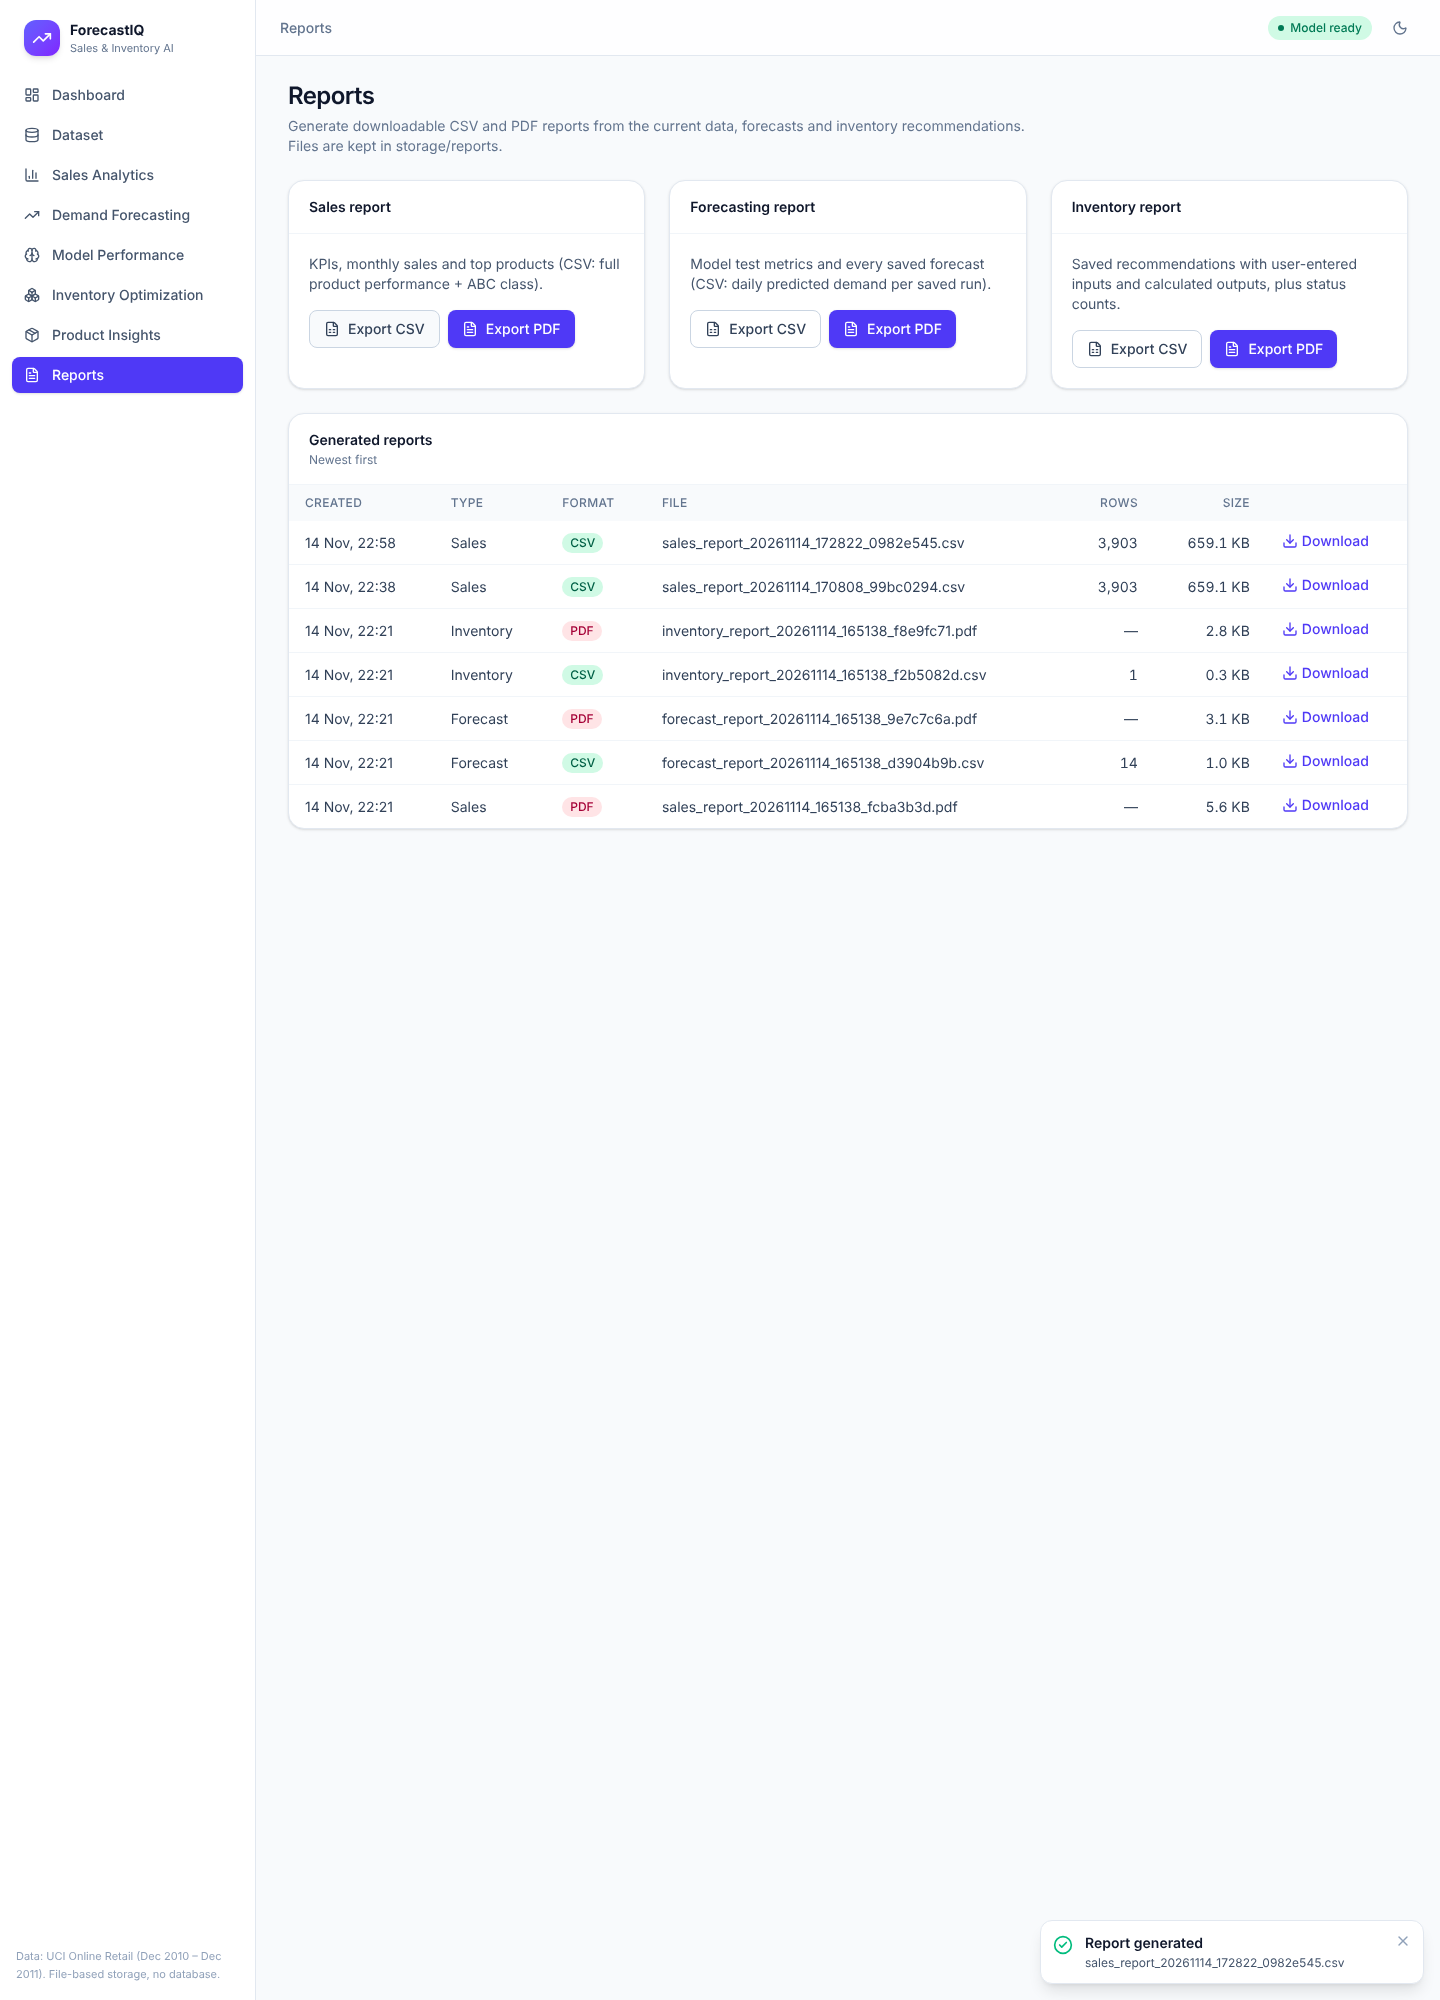 ForecastIQ
Sales & Inventory AI
Dashboard
Dataset
Sales Analytics
Demand Forecasting
Model Performance
Inventory Optimization
Product Insights
Reports
Data: UCI Online Retail (Dec 2010 – Dec
2011). File-based storage, no database.
Reports
Model ready
Reports
Generate downloadable CSV and PDF reports from the current data, forecasts and inventory recommendations.
Files are kept in storage/reports.
Sales report
KPIs, monthly sales and top products (CSV: full
product performance + ABC class).
Export CSV Export PDF
Forecasting report
Model test metrics and every saved forecast
(CSV: daily predicted demand per saved run).
Export CSV Export PDF
Inventory report
Saved recommendations with user-entered
inputs and calculated outputs, plus status
counts.
Export CSV Export PDF
Generated reports
Newest first
CREATED TYPE FORMAT FILE ROWS SIZE
14 Nov, 22:58 Sales CSV sales_report_20261114_172822_0982e545.csv 3,903 659.1 KB Download
14 Nov, 22:38 Sales CSV sales_report_20261114_170808_99bc0294.csv 3,903 659.1 KB Download
14 Nov, 22:21 Inventory PDF inventory_report_20261114_165138_f8e9fc71.pdf — 2.8 KB Download
14 Nov, 22:21 Inventory CSV inventory_report_20261114_165138_f2b5082d.csv 1 0.3 KB Download
14 Nov, 22:21 Forecast PDF forecast_report_20261114_165138_9e7c7c6a.pdf — 3.1 KB Download
14 Nov, 22:21 Forecast CSV forecast_report_20261114_165138_d3904b9b.csv 14 1.0 KB Download
14 Nov, 22:21 Sales PDF sales_report_20261114_165138_fcba3b3d.pdf — 5.6 KB Download
Report generated
sales_report_20261114_172822_0982e545.csv